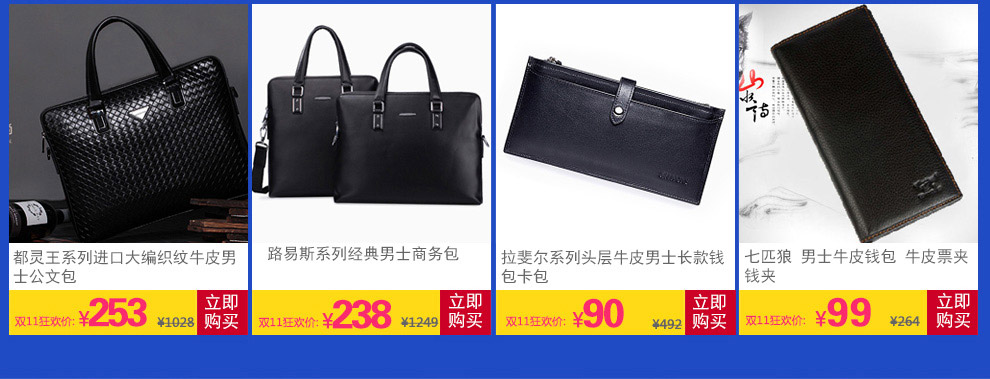 都灵王系列进口大编织纹牛皮男
士公文包
双11狂欢价: ¥253 ¥1028
立即
购买
路易斯系列经典男士商务包
双11狂欢价: ¥238 ¥1249
立即
购买
拉斐尔系列头层牛皮男士长款钱
包卡包
双11狂欢价: ¥90 ¥492
立即
购买
山
水
下
七匹狼 男士牛皮钱包 牛皮票夹
钱夹
双11狂欢价: ¥99 ¥264
立即
购买